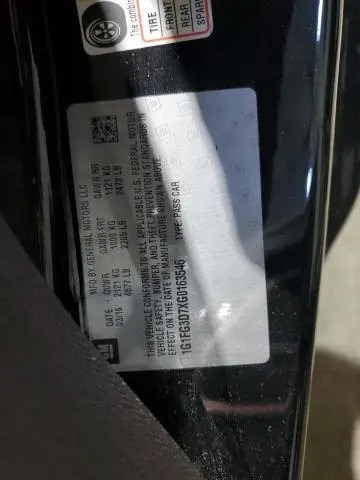 The combin
TIRE
FRONT
REAR
SPARE
MFD BY GENERAL MOTORS LLC
DATE GVWR GAWR FRT GAWR RR
03/16 2121 KG 1000 KG 1121 KG
4677 LB 2205 LB 2472 LB
THIS VEHICLE CONFORMS TO ALL APPLICABLE U.S. FEDERAL MOTOR
VEHICLE SAFETY, BUMPER, AND THEFT PREVENTION STANDARDS IN
EFFECT ON THE DATE OF MANUFACTURE SHOWN ABOVE.
1G1FG3D7XG0163546 TYPE: PASS CAR
GM